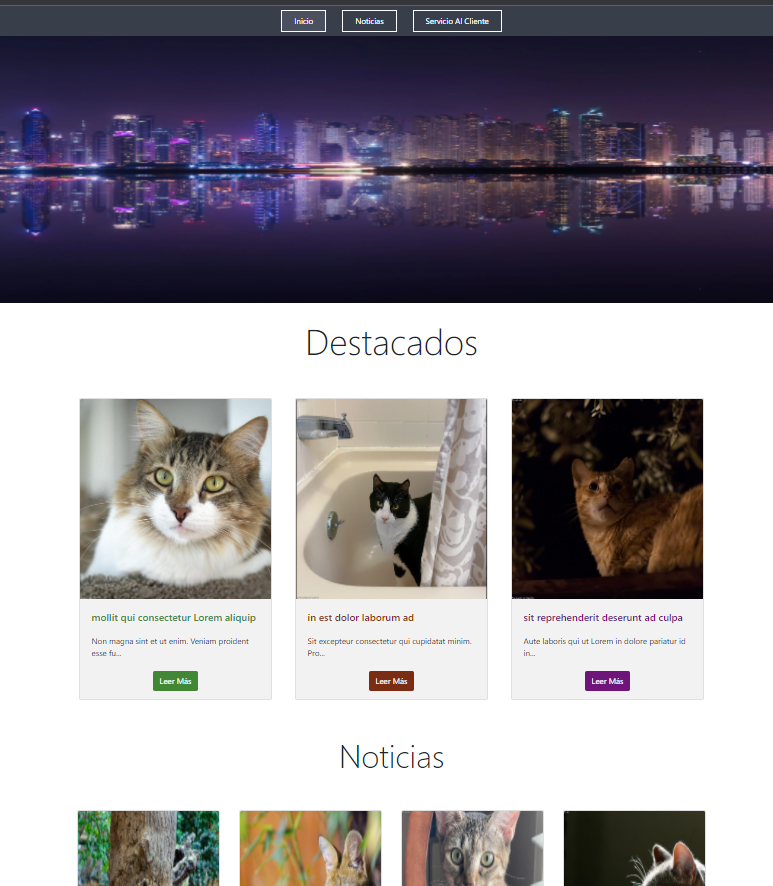 Inicio
Noticias
Servicio Al Cliente
Destacados
mollit qui consectetur Lorem aliquip
Non magna sint et ut enim. Veniam proident
esse fu...
Leer Más
in est dolor laborum ad
Sit excepteur consectetur qui cupidatat minim.
Pro...
Leer Más
sit reprehenderit deserunt ad culpa
Aute laboris qui ut Lorem in dolore pariatur id
in...
Leer Más
Noticias